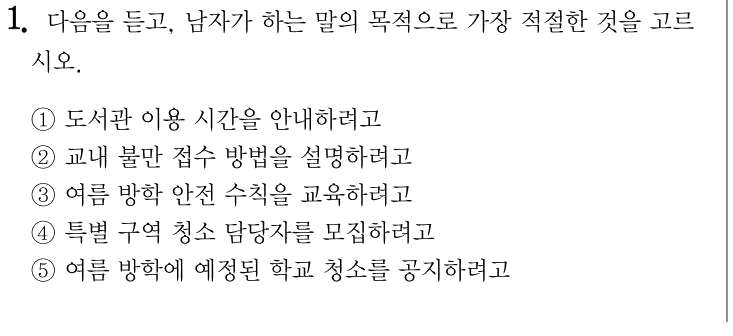 1. 다음을 듣고, 남자가 하는 말의 목적으로 가장 적절한 것을 고르
시오.
① 도서관 이용 시간을 안내하려고
② 교내 불만 접수 방법을 설명하려고
③ 여름 방학 안전 수칙을 교육하려고
④ 특별 구역 청소 담당자를 모집하려고
⑤ 여름 방학에 예정된 학교 청소를 공지하려고